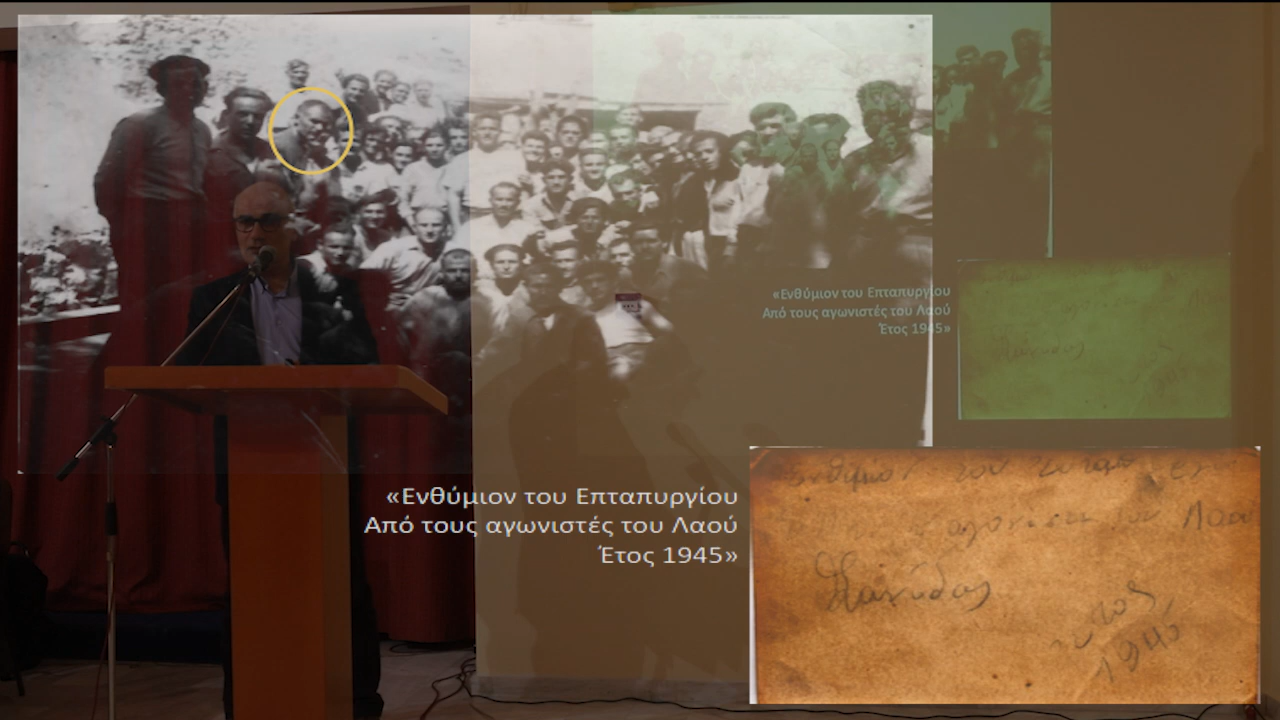 «Ενθύμιον του Επταπυργίου
Από τους αγωνιστές του Λαού
Έτος 1945»
«Ενθύμιον του Επταπυργίου
Από τους αγωνιστές του Λαού
Έτος 1945»
Λαού
1945